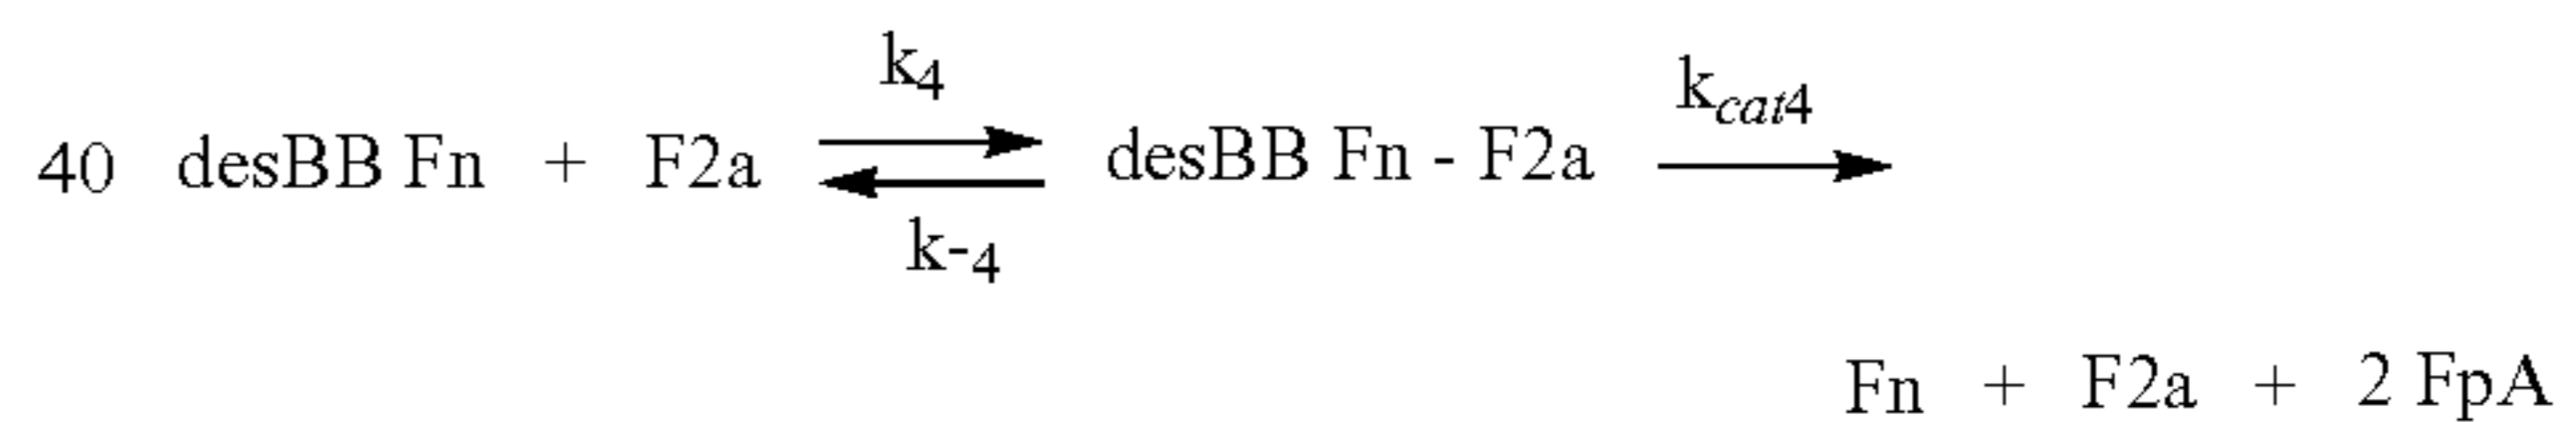 k4 kcat4
40 desBB Fn + F2a desBB Fn - F2a
k-4
Fn + F2a + 2 FpA